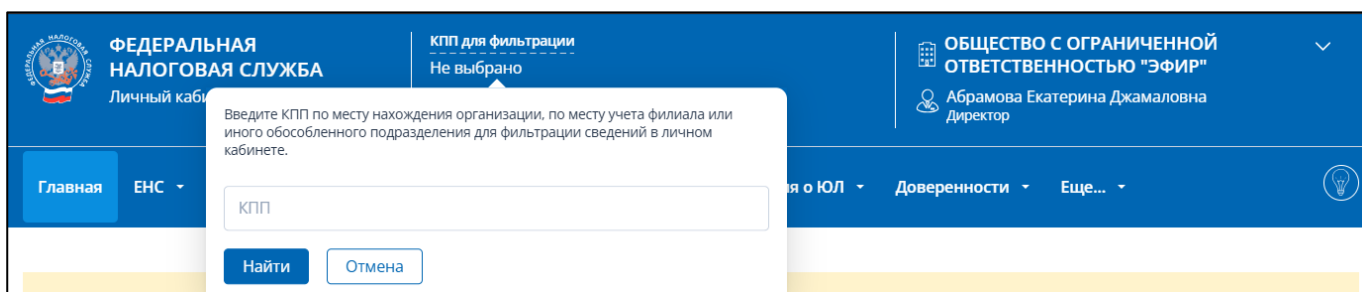 ФЕДЕРАЛЬНАЯ
НАЛОГОВАЯ СЛУЖБА
Личный
КПП для фильтрации
Не выбрано
ОБЩЕСТВО С ОГРАНИЧЕННОЙ
ОТВЕТСТВЕННОСТЬЮ "ЭФИР"
Абрамова Екатерина Джамаловна
Директор
Введите КПП по месту нахождения организации, по месту учета филиала или
иного обособленного подразделения для фильтрации сведений в личном
кабинете.
КПП
Найти
Отмена
Главная
ЕНС
о ЮЛ
Доверенности
Еще...